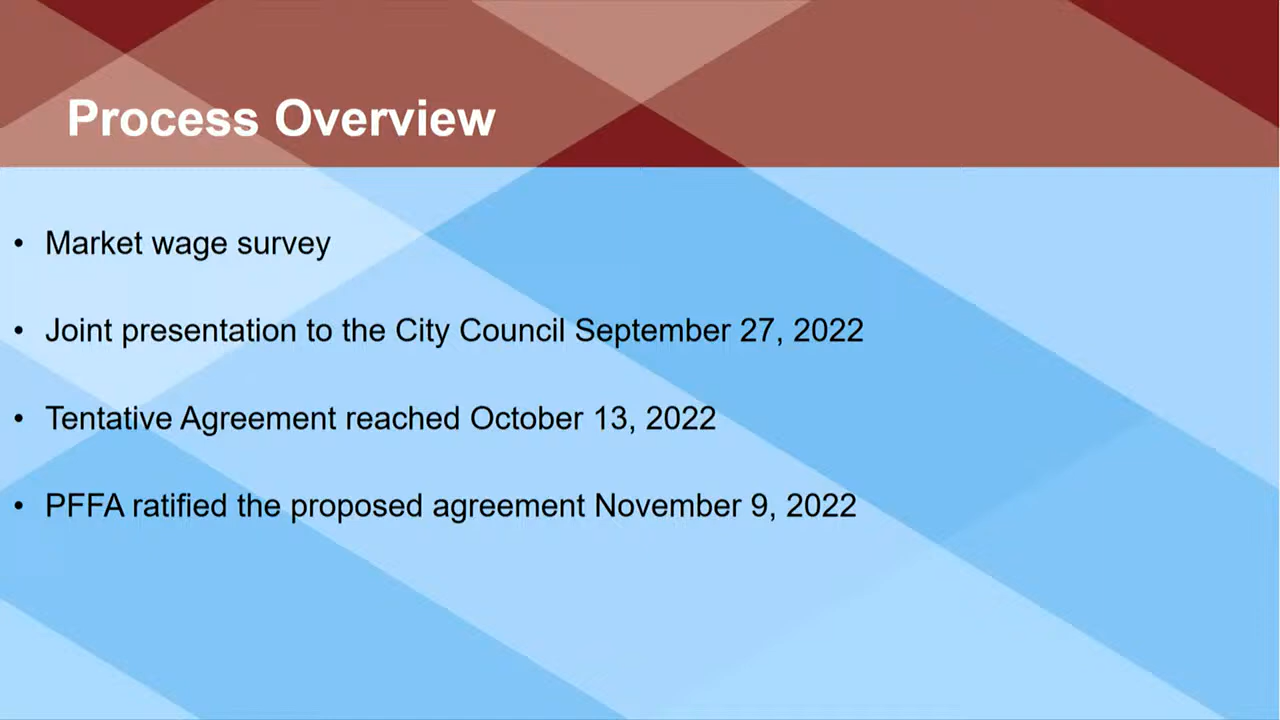 Process Overview
• Market wage survey
• Joint presentation to the City Council September 27, 2022
• Tentative Agreement reached October 13, 2022
• PFFA ratified the proposed agreement November 9, 2022